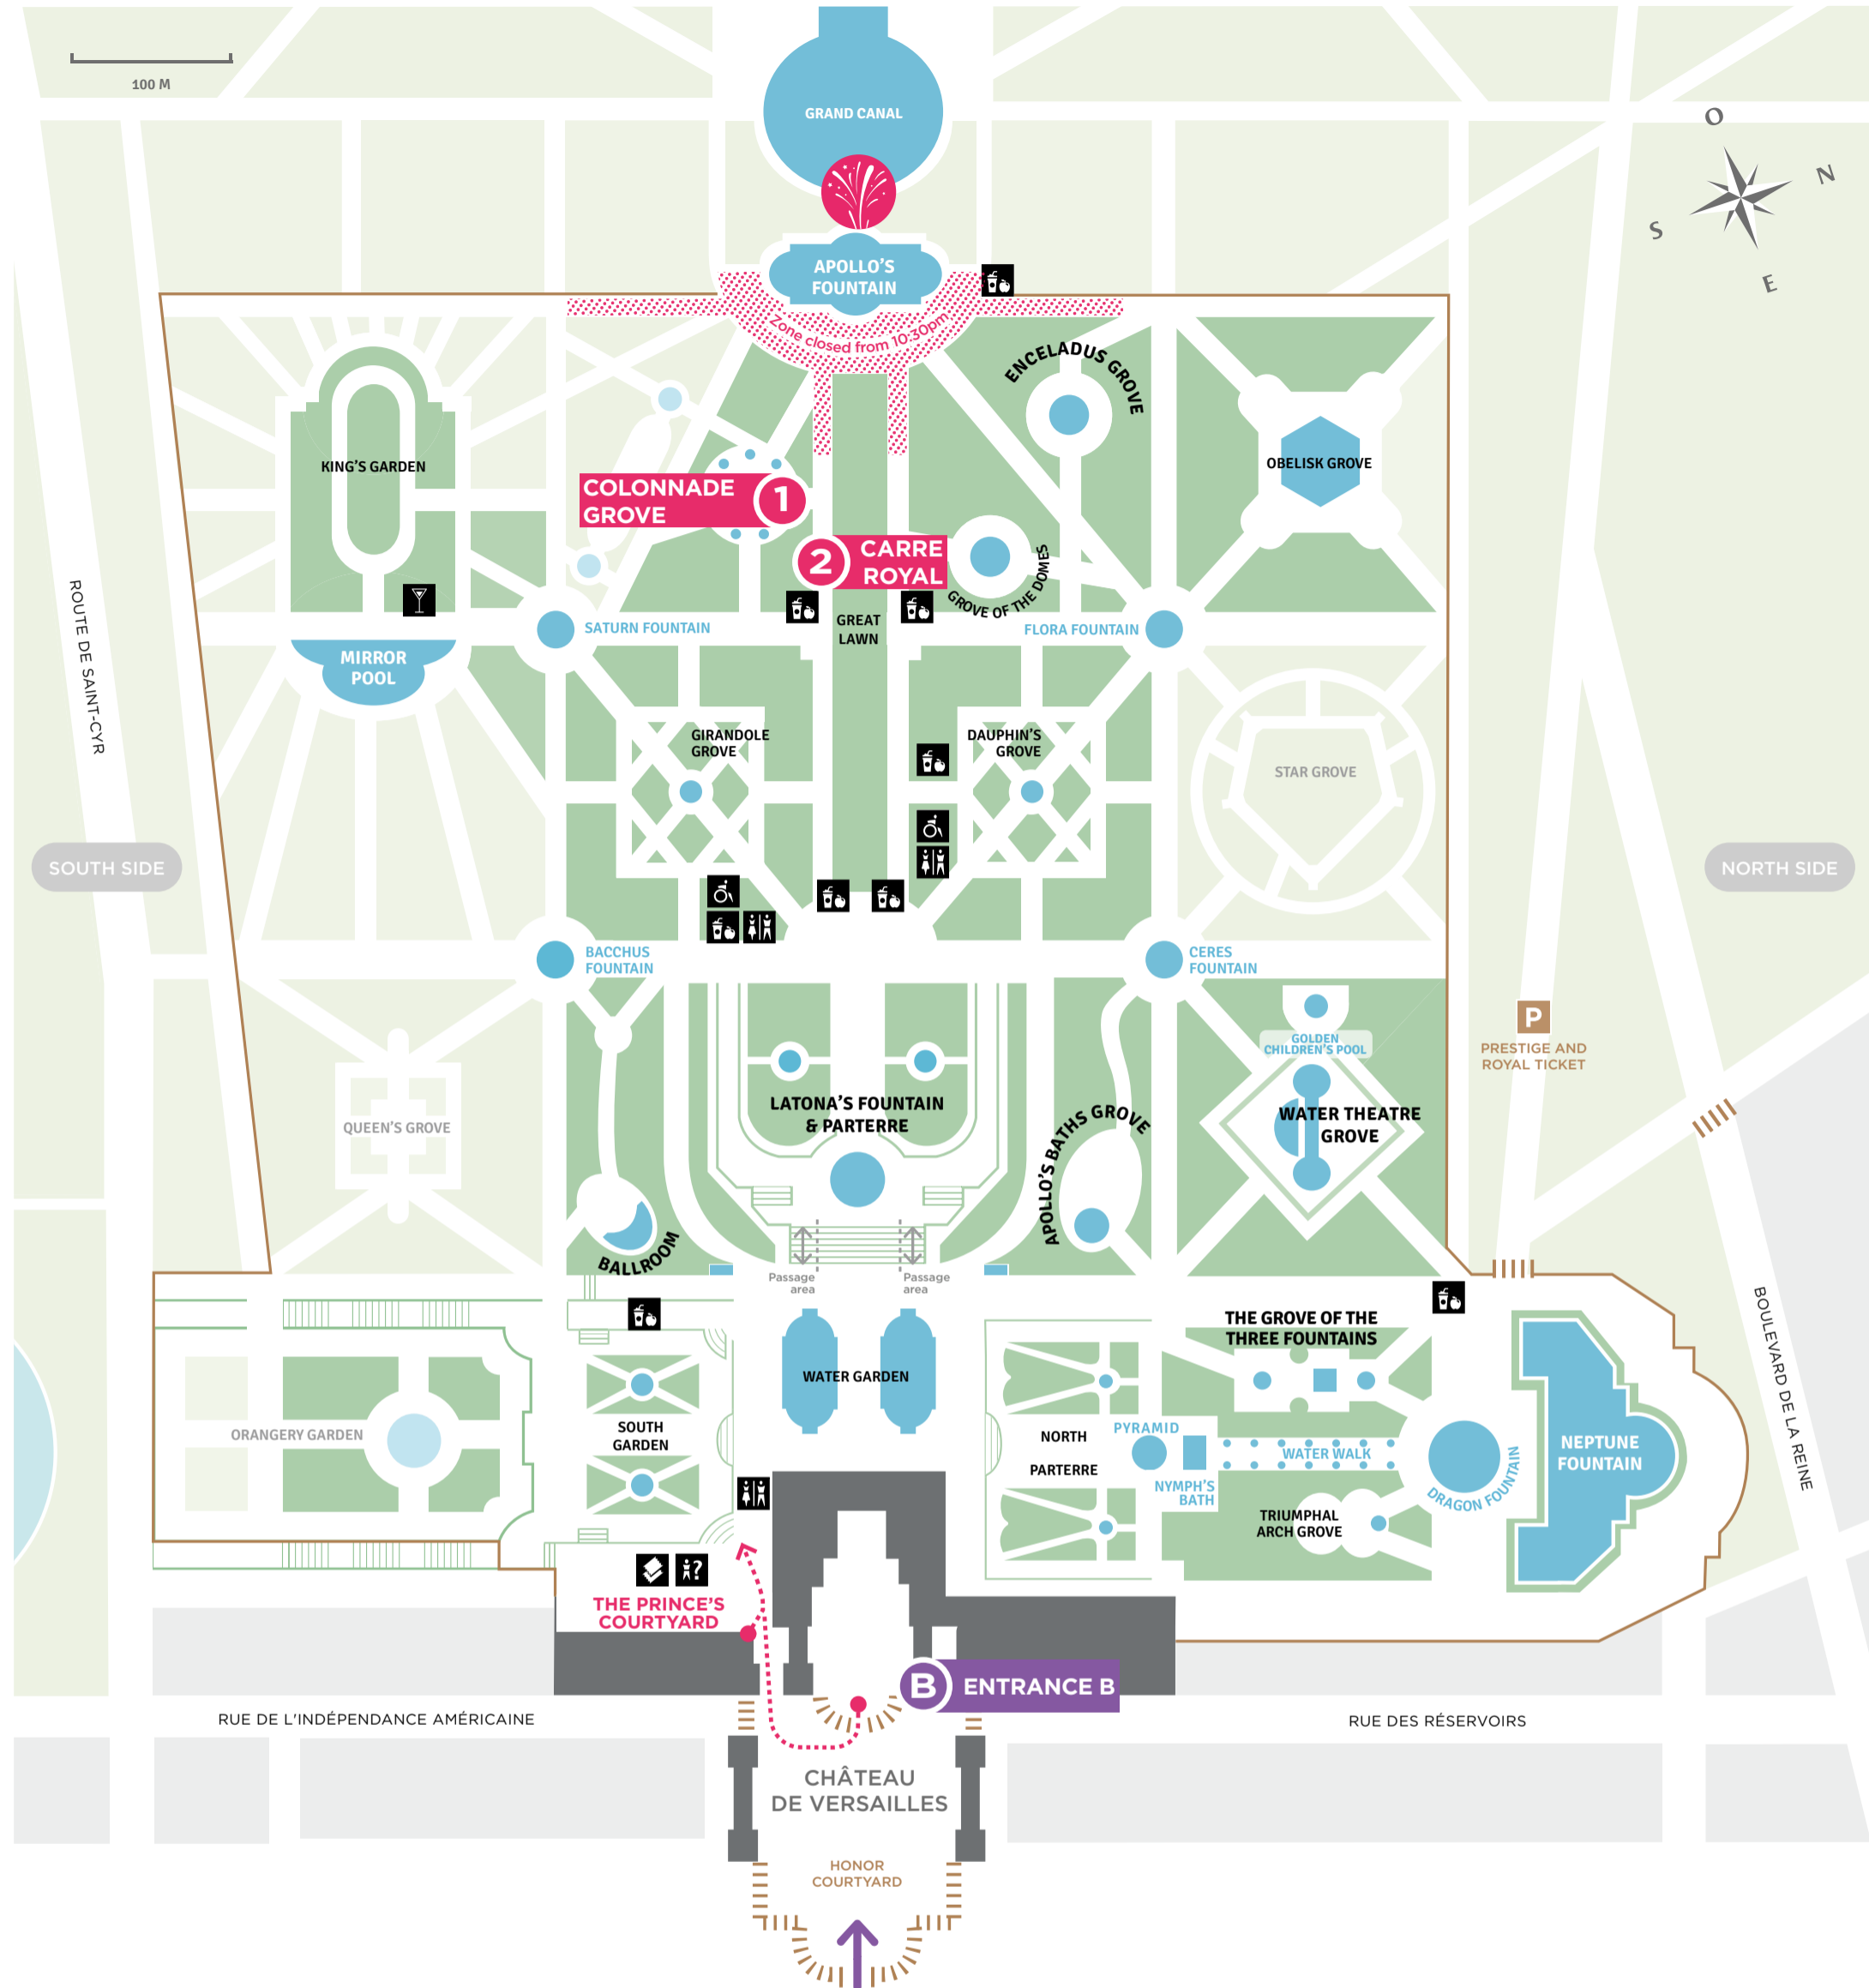 100 M
GRAND CANAL
O
N
S
E
APOLLO'S
FOUNTAIN
Zone closed from 10:30pm
ENCELADUS GROVE
KING'S GARDEN
OBELISK GROVE
COLONNADE
GROVE
1
2
CARRE
ROYAL
GROVE OF THE DOMES
ROUTE DE SAINT-CYR
GREAT
LAWN
SATURN FOUNTAIN
FLORA FOUNTAIN
MIRROR
POOL
GIRANDOLE
GROVE
DAUPHIN'S
GROVE
STAR GROVE
SOUTH SIDE
NORTH SIDE
BACCHUS
FOUNTAIN
CERES
FOUNTAIN
P
PRESTIGE AND
ROYAL TICKET
GOLDEN
CHILDREN'S POOL
LATONA'S FOUNTAIN
& PARTERRE
QUEEN'S GROVE
WATER THEATRE
GROVE
APOLLO'S BATHS GROVE
BALLROOM
Passage
area
Passage
area
THE GROVE OF THE
THREE FOUNTAINS
BOULEVARD DE LA REINE
WATER GARDEN
ORANGERY GARDEN
SOUTH
GARDEN
NORTH
PARTERRE
PYRAMID
NYMPH'S
BATH
WATER WALK
DRAGON FOUNTAIN
NEPTUNE
FOUNTAIN
TRIUMPHAL
ARCH GROVE
?
THE PRINCE'S
COURTYARD
B
ENTRANCE B
RUE DE L'INDÉPENDANCE AMÉRICAINE
RUE DES RÉSERVOIRS
CHÂTEAU
DE VERSAILLES
HONOR
COURTYARD